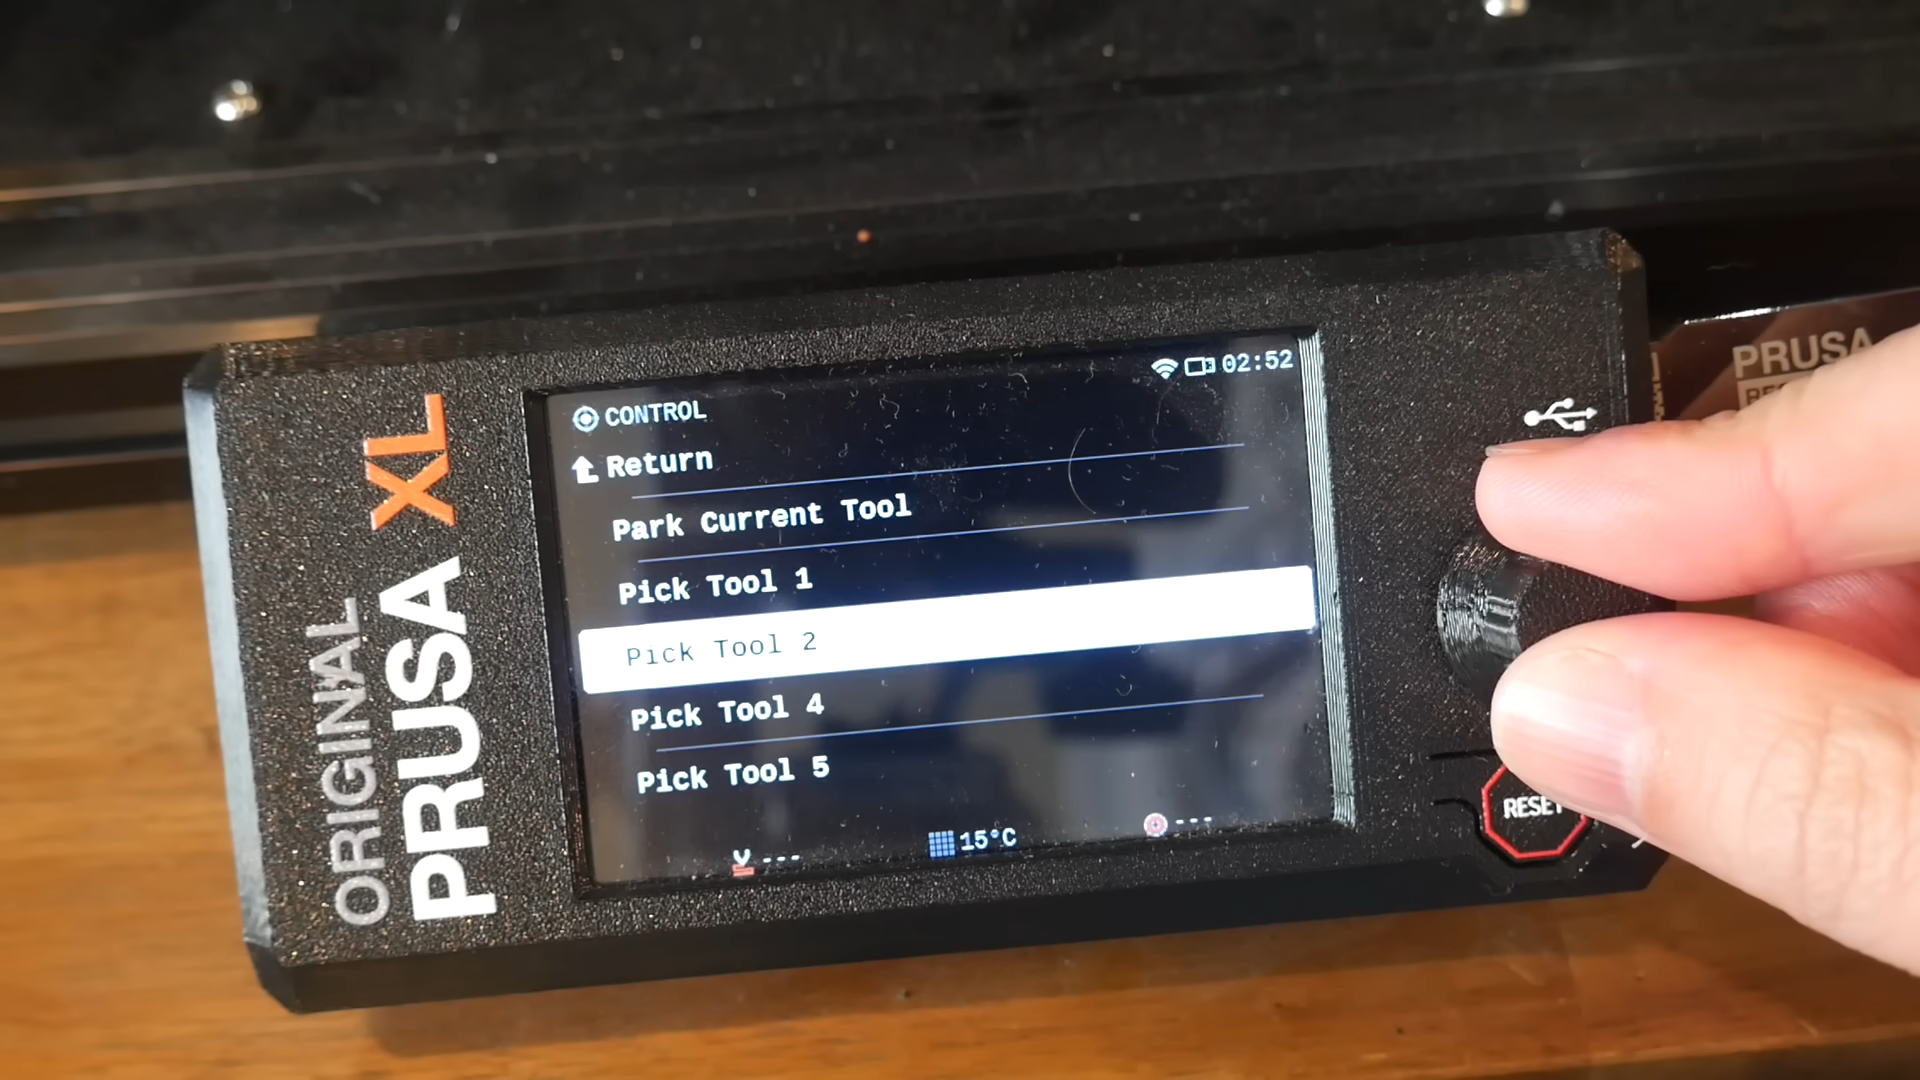 02:52
CONTROL
Return
Park Current Tool
Pick Tool 1
Pick Tool 2
Pick Tool 4
Pick Tool 5
---
15°C
---
ORIGINAL
PRUSA XL
RESET
PRUSA